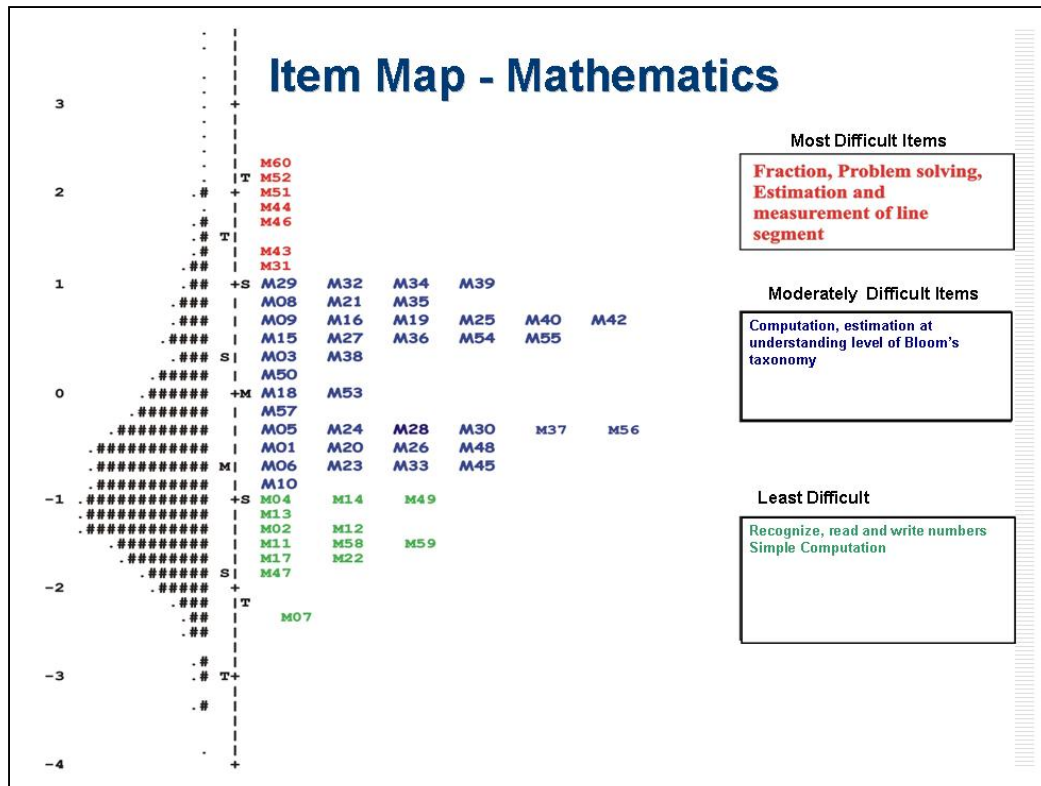 Item Map - Mathematics
.
.
.
.
3 . +
.
.
.
. M60
. T M52
2 .# + M51
. M44
.# M46
.# T
.# M43
.## M31
1 .## +S M29 M32 M34 M39
.### M08 M21 M35
.### M09 M16 M19 M25 M40 M42
.#### M15 M27 M36 M54 M55
.### S M03 M38
.##### M50
0 .###### +M M18 M53
.####### M57
.######### M05 M24 M28 M30 M37 M56
.########### M01 M20 M26 M48
.########### M M06 M23 M33 M45
.########### M10
-1 .############ +S M04 M14 M49
.############ M13
.############ M02 M12
.######### M11 M58 M59
.######## M17 M22
.###### S M47
-2 .##### +
.### T
.## M07
.##
.#
-3 .# T+
.#
.
-4 +
Most Difficult Items
Fraction, Problem solving,
Estimation and
measurement of line
segment
Moderately Difficult Items
Computation, estimation at
understanding level of Bloom's
taxonomy
Least Difficult
Recognize, read and write numbers
Simple Computation